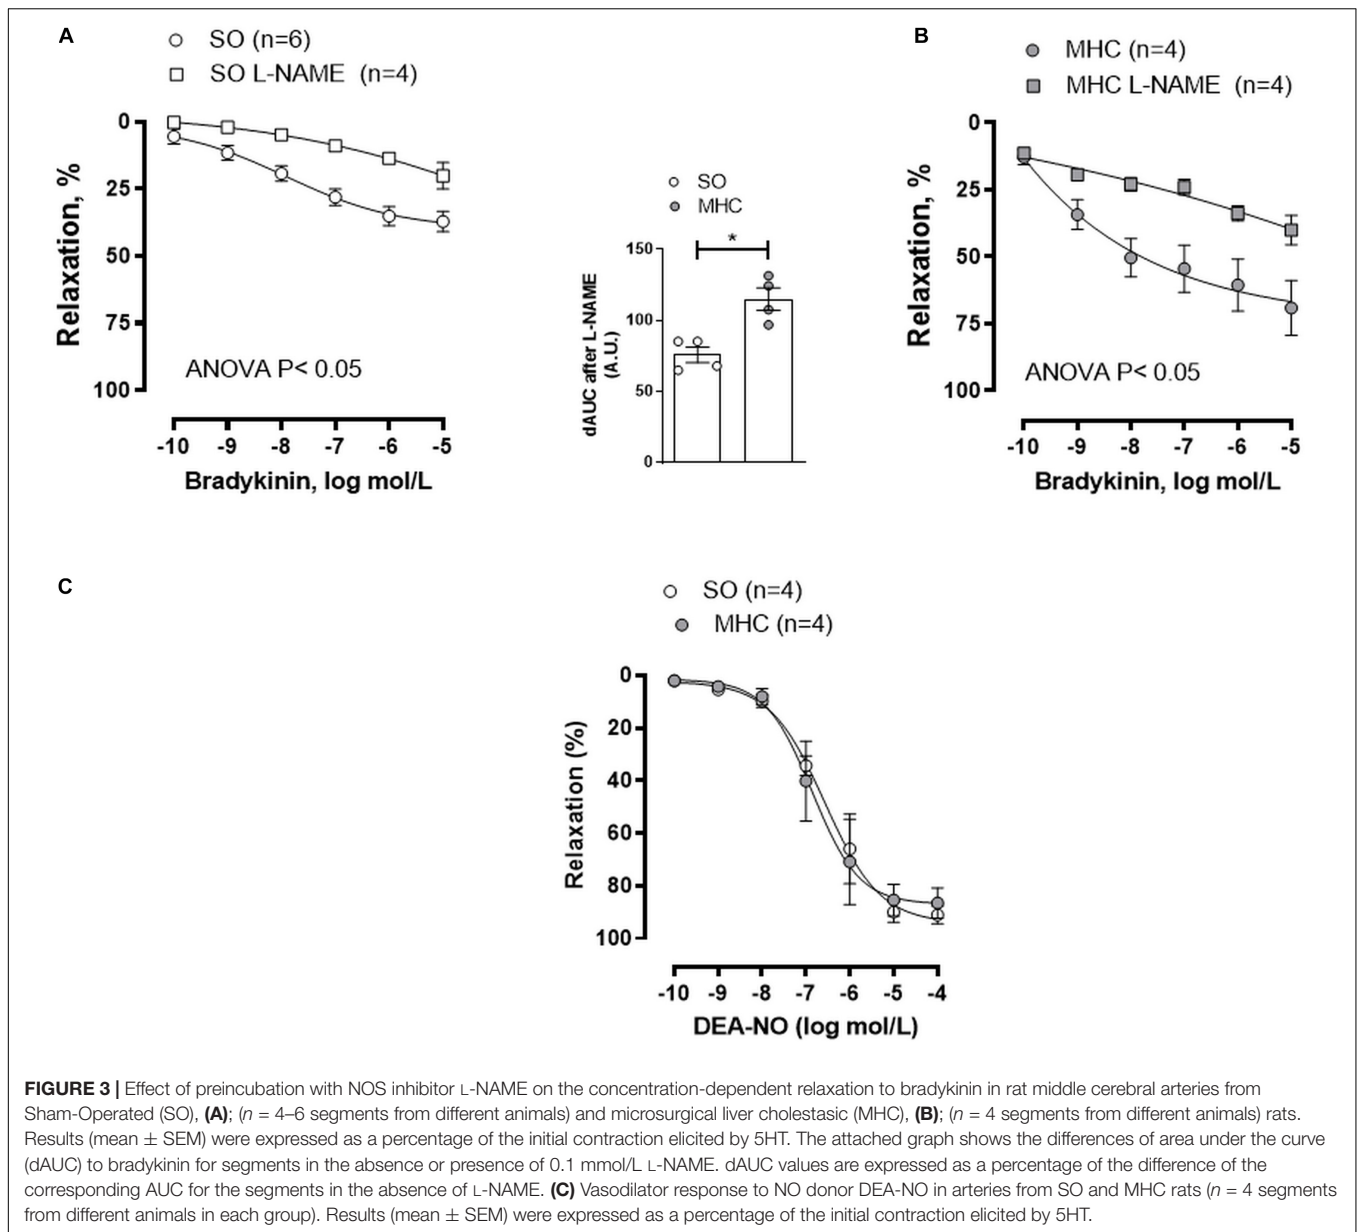 A
SO (n=6)
SO L-NAME (n=4)
0
25
50
75
100
Relaxation, %
ANOVA P< 0.05
-10 -9 -8 -7 -6 -5
Bradykinin, log mol/L
SO
MHC
*
150
100
50
0
dAUC after L-NAME
(A.U.)
B
MHC (n=4)
MHC L-NAME (n=4)
0
25
50
75
100
Relaxation, %
ANOVA P< 0.05
-10 -9 -8 -7 -6 -5
Bradykinin, log mol/L
C
SO (n=4)
MHC (n=4)
0
20
40
60
80
100
Relaxation (%)
-10 -9 -8 -7 -6 -5 -4
DEA-NO (log mol/L)
FIGURE 3 | Effect of preincubation with NOS inhibitor L-NAME on the concentration-dependent relaxation to bradykinin in rat middle cerebral arteries from
Sham-Operated (SO), (A); (n = 4–6 segments from different animals) and microsurgical liver cholestasic (MHC), (B); (n = 4 segments from different animals) rats.
Results (mean ± SEM) were expressed as a percentage of the initial contraction elicited by 5HT. The attached graph shows the differences of area under the curve
(dAUC) to bradykinin for segments in the absence or presence of 0.1 mmol/L L-NAME. dAUC values are expressed as a percentage of the difference of the
corresponding AUC for the segments in the absence of L-NAME. (C) Vasodilator response to NO donor DEA-NO in arteries from SO and MHC rats (n = 4 segments
from different animals in each group). Results (mean ± SEM) were expressed as a percentage of the initial contraction elicited by 5HT.